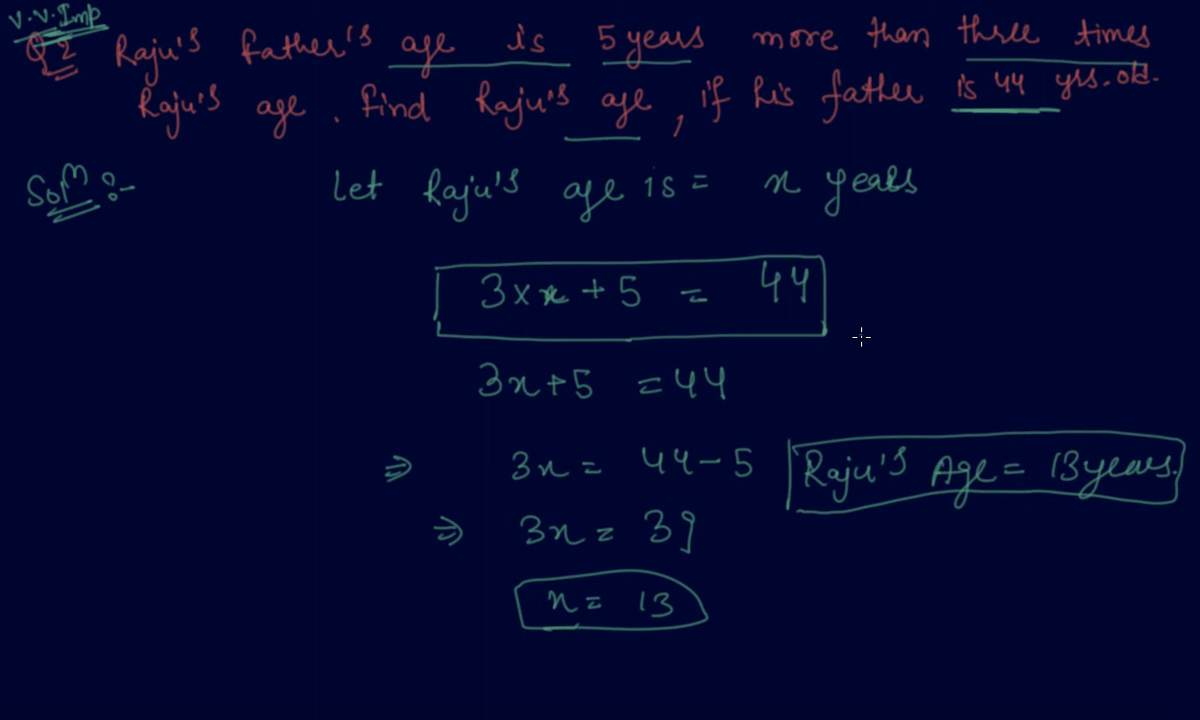 V.V.Imp
Q2 Raju's father's age is 5 years more than three times
Raju's age. Find Raju's age, if his father is 44 yrs. old.
Solⁿ :- Let Raju's age is = x years
3×x + 5 = 44
3x+5 = 44
⇒ 3x = 44-5
Raju's Age = 13 years.
⇒ 3x = 39
x = 13